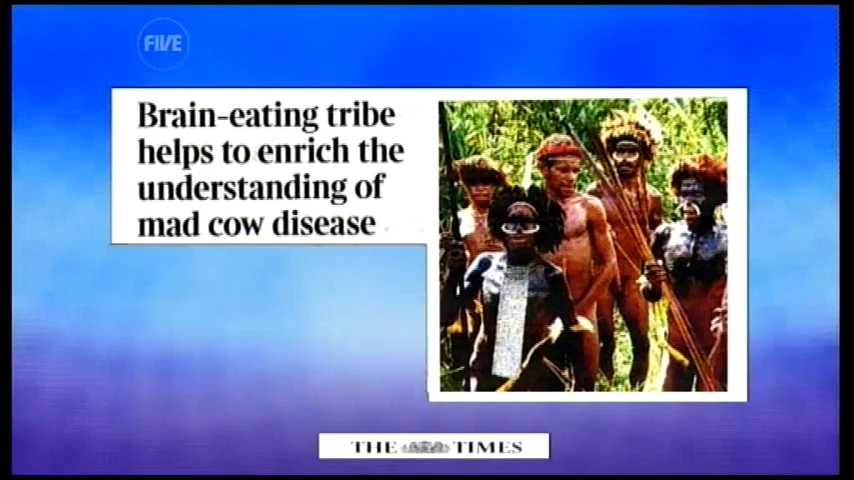 FIVE
Brain-eating tribe
helps to enrich the
understanding of
mad cow disease
THE TIMES